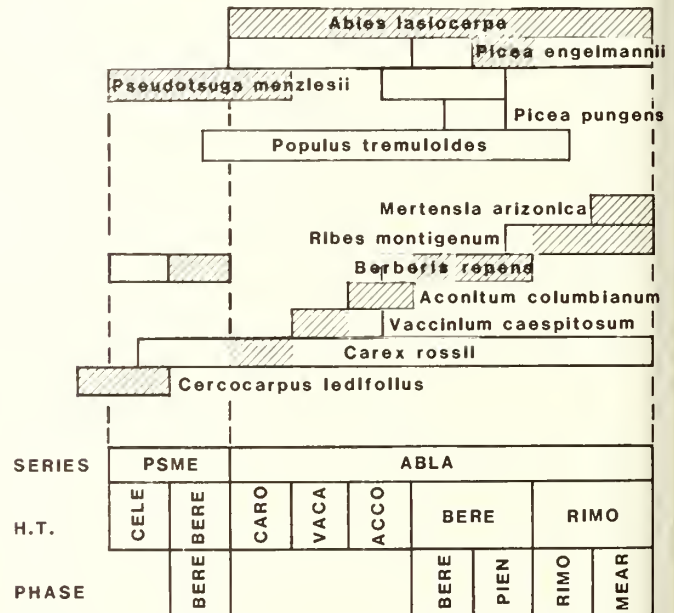 Abies lasiocarpa
Picea engelmannii
Pseudotsuga menziesii
Picea pungens
Populus tremuloides
Mertensia arizonica
Ribes montigenum
Berberis repens
Aconitum columbianum
Vaccinium caespitosum
Carex rossii
Cercocarpus ledifolius
SERIES PSME ABLA
H.T. CELE BERE CARO VACA ACCO BERE RIMO
PHASE BERE BERE PIEN RIMO MEAR